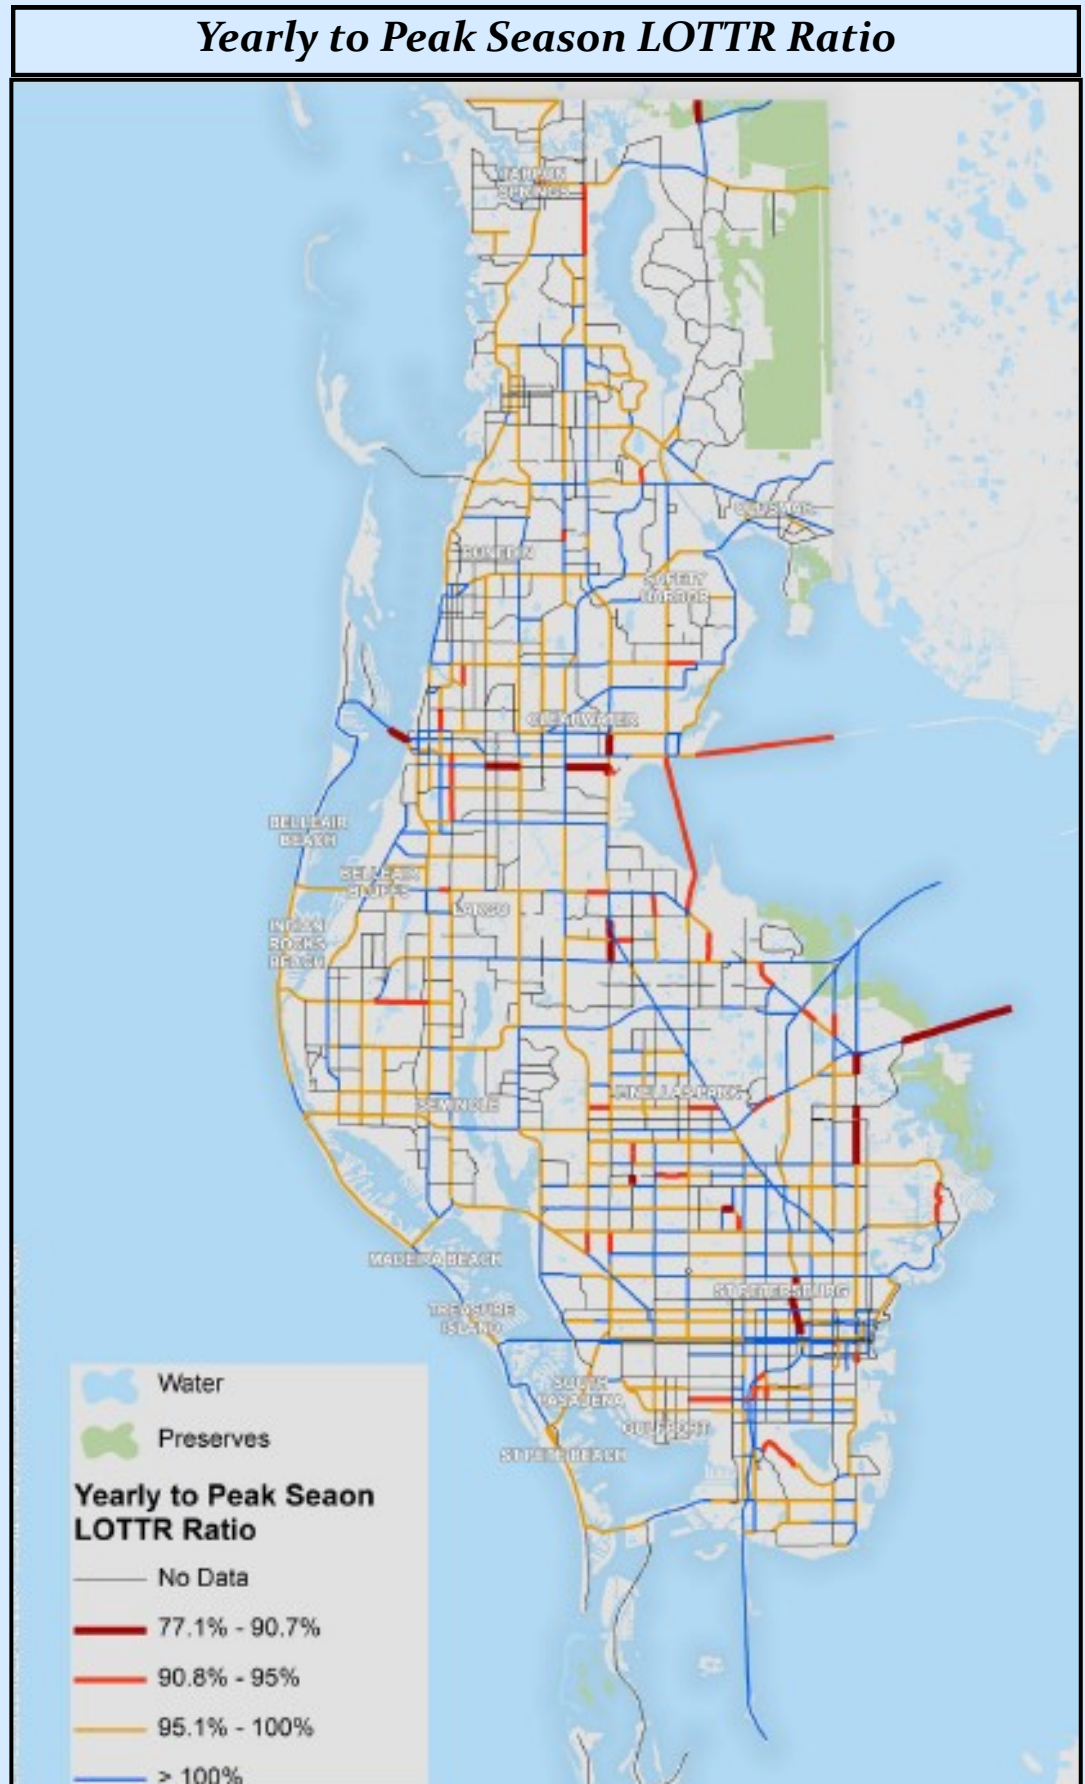 Yearly to Peak Season LOTTR Ratio
TARPON
SPRINGS
OLDSMAR
DUNEDIN
SAFETY
HARBOR
CLEARWATER
BELLEAIR
BEACH
BELLEAIR
BLUFFS
LARGO
INDIAN
ROCKS
BEACH
PINELLAS PARK
SEMINOLE
MADEIRA BEACH
ST PETERSBURG
TREASURE
ISLAND
SOUTH
PASADENA
GULFPORT
ST PETE BEACH
Water
Preserves
Yearly to Peak Seaon
LOTTR Ratio
No Data
77.1% - 90.7%
90.8% - 95%
95.1% - 100%
> 100%